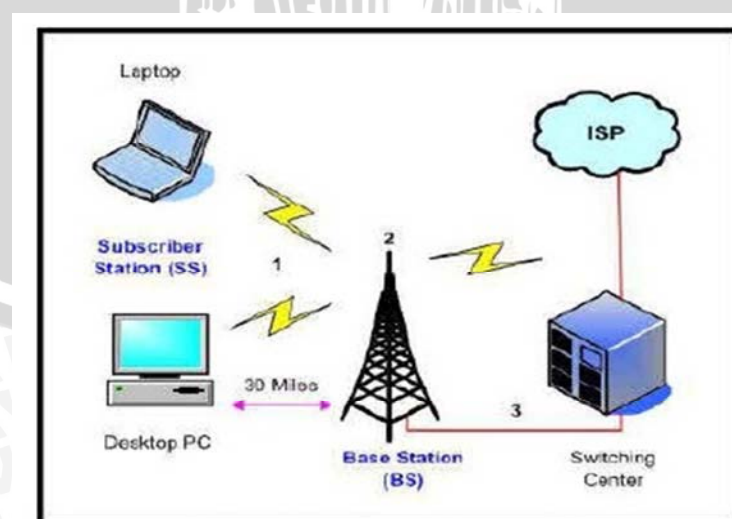 Laptop
ISP
Subscriber
Station (SS)
1
2
30 Miles
3
Desktop PC
Base Station
(BS)
Switching
Center